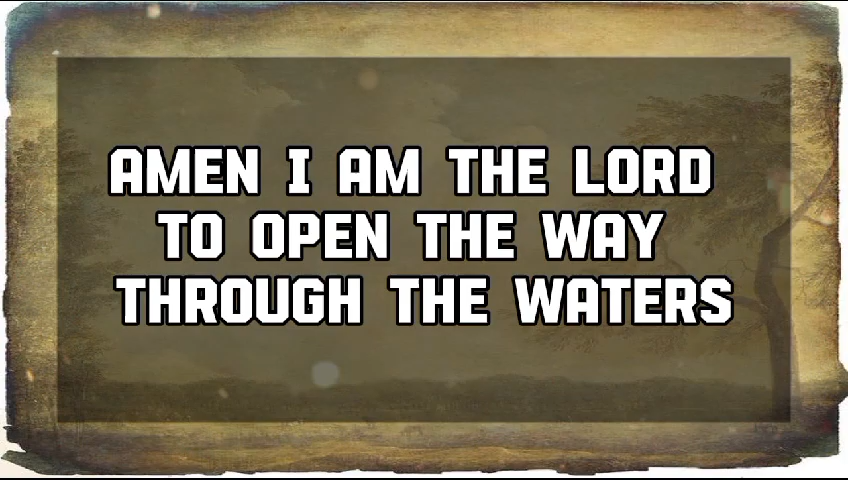 AMEN I AM THE LORD
TO OPEN THE WAY
THROUGH THE WATERS